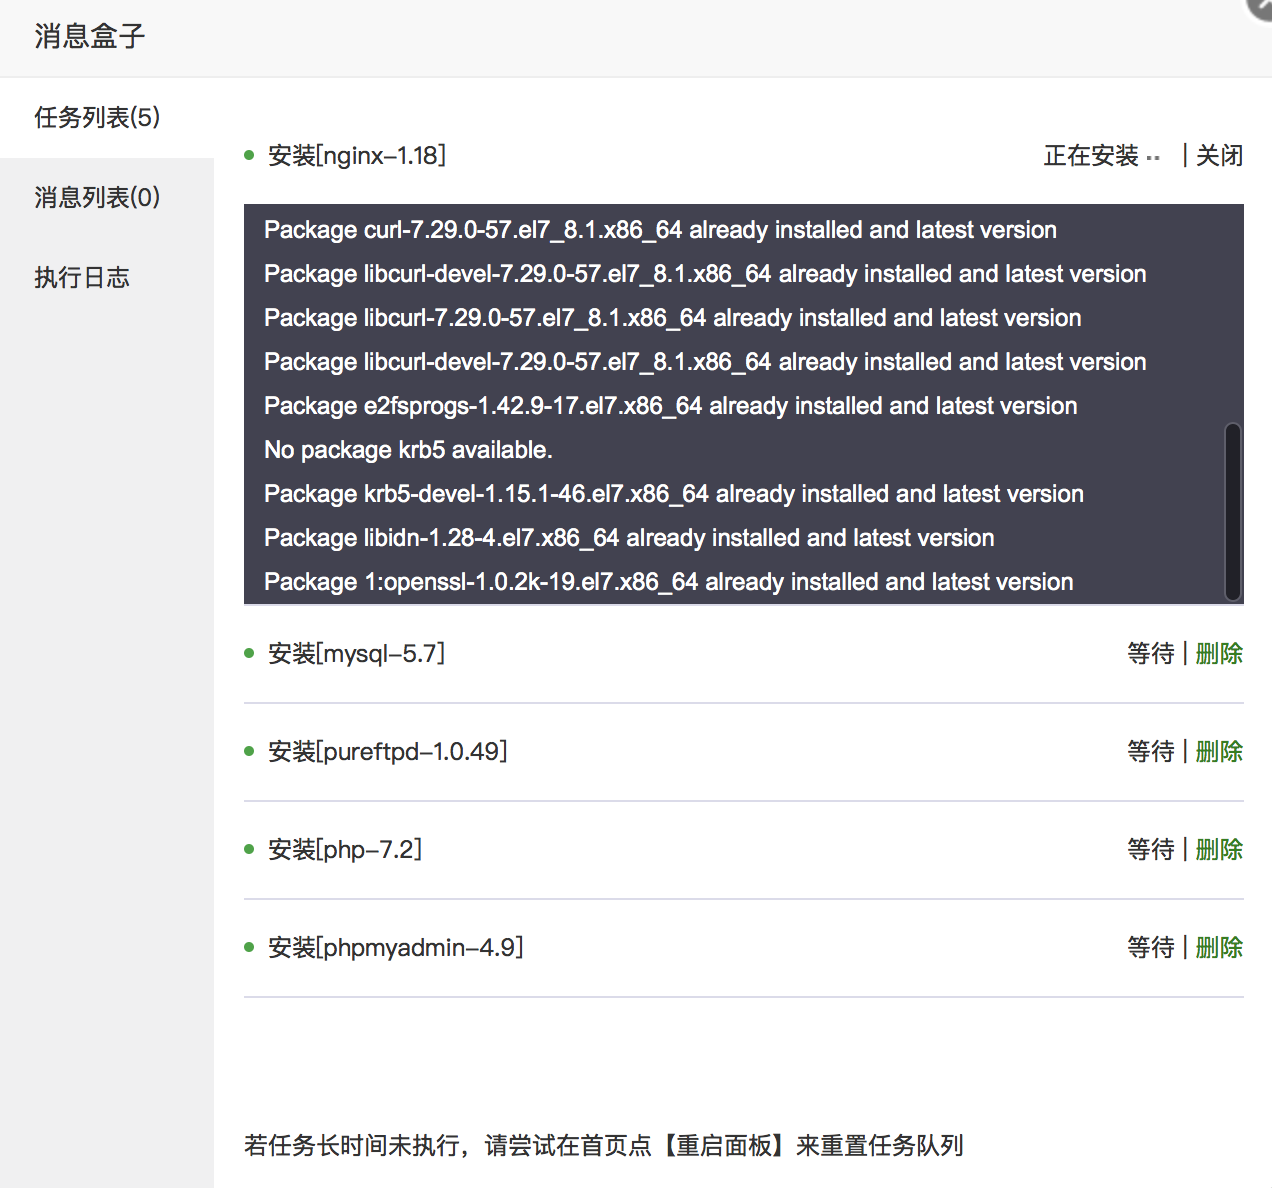 消息盒子
任务列表(5)
消息列表(0)
执行日志
安装[nginx-1.18] 正在安装 ·· | 关闭
Package curl-7.29.0-57.el7_8.1.x86_64 already installed and latest version
Package libcurl-devel-7.29.0-57.el7_8.1.x86_64 already installed and latest version
Package libcurl-7.29.0-57.el7_8.1.x86_64 already installed and latest version
Package libcurl-devel-7.29.0-57.el7_8.1.x86_64 already installed and latest version
Package e2fsprogs-1.42.9-17.el7.x86_64 already installed and latest version
No package krb5 available.
Package krb5-devel-1.15.1-46.el7.x86_64 already installed and latest version
Package libidn-1.28-4.el7.x86_64 already installed and latest version
Package 1:openssl-1.0.2k-19.el7.x86_64 already installed and latest version
安装[mysql-5.7] 等待 | 删除
安装[pureftpd-1.0.49] 等待 | 删除
安装[php-7.2] 等待 | 删除
安装[phpmyadmin-4.9] 等待 | 删除
若任务长时间未执行，请尝试在首页点【重启面板】来重置任务队列